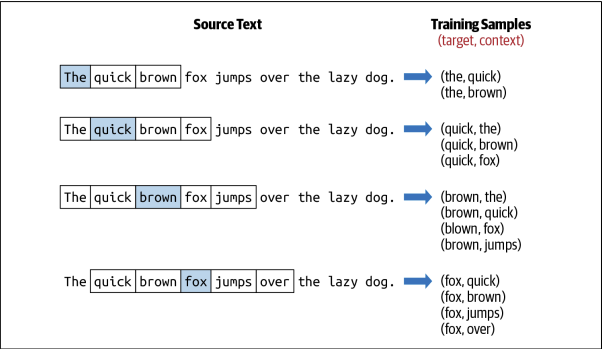 Source Text
Training Samples
(target, context)
The quick brown fox jumps over the lazy dog.
(the, quick)
(the, brown)
The quick brown fox jumps over the lazy dog.
(quick, the)
(quick, brown)
(quick, fox)
The quick brown fox jumps over the lazy dog.
(brown, the)
(brown, quick)
(blown, fox)
(brown, jumps)
The quick brown fox jumps over the lazy dog.
(fox, quick)
(fox, brown)
(fox, jumps)
(fox, over)